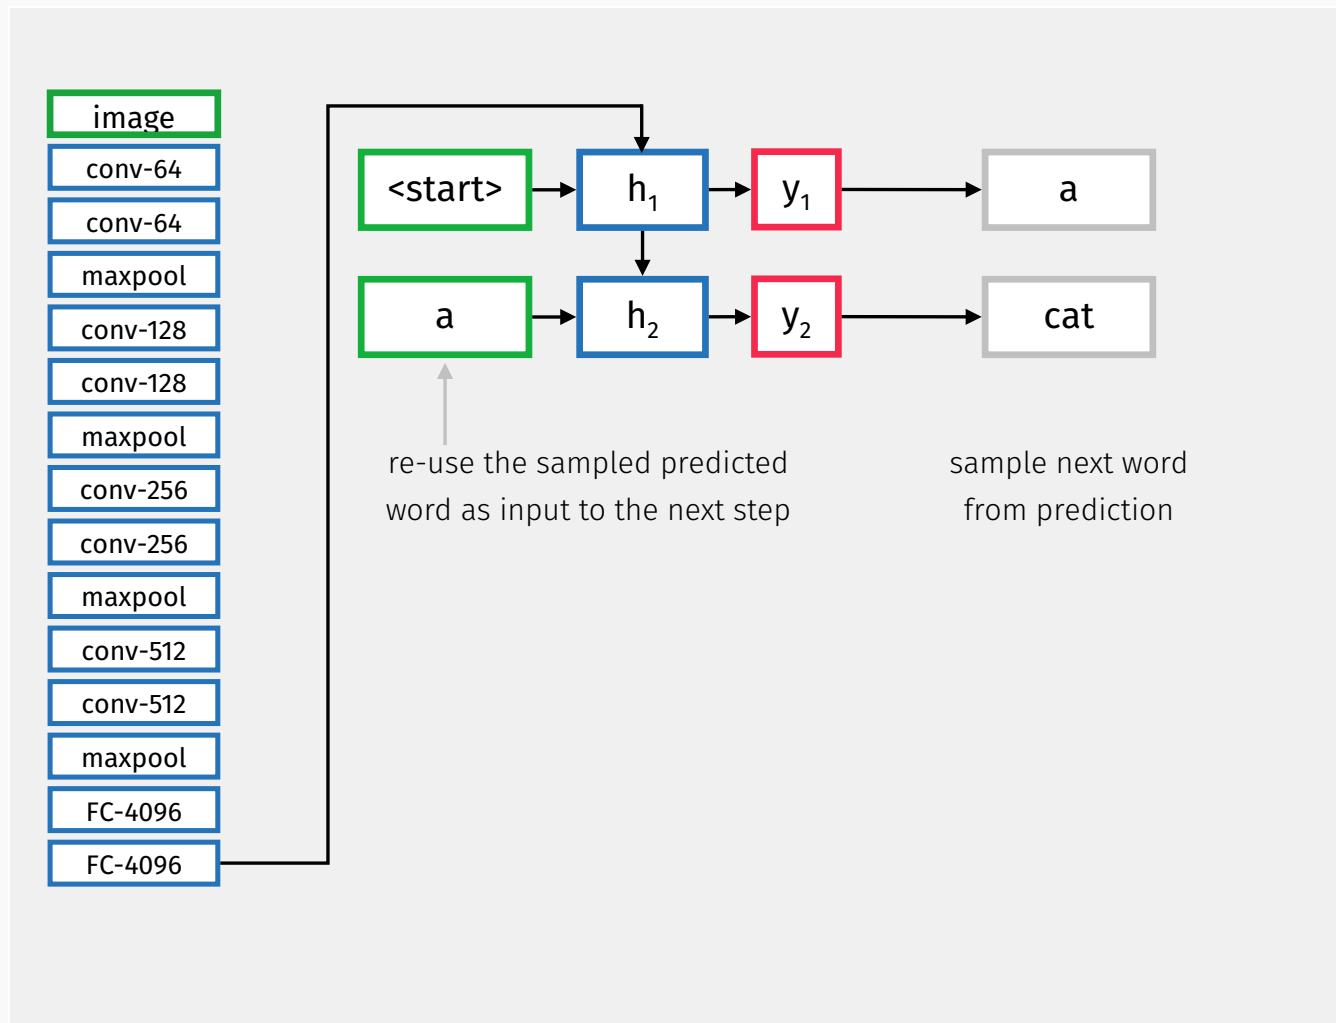 image
conv-64
conv-64
maxpool
conv-128
conv-128
maxpool
conv-256
conv-256
maxpool
conv-512
conv-512
maxpool
FC-4096
FC-4096
<start> h₁ y₁ a
a h₂ y₂ cat
re-use the sampled predicted
word as input to the next step
sample next word
from prediction